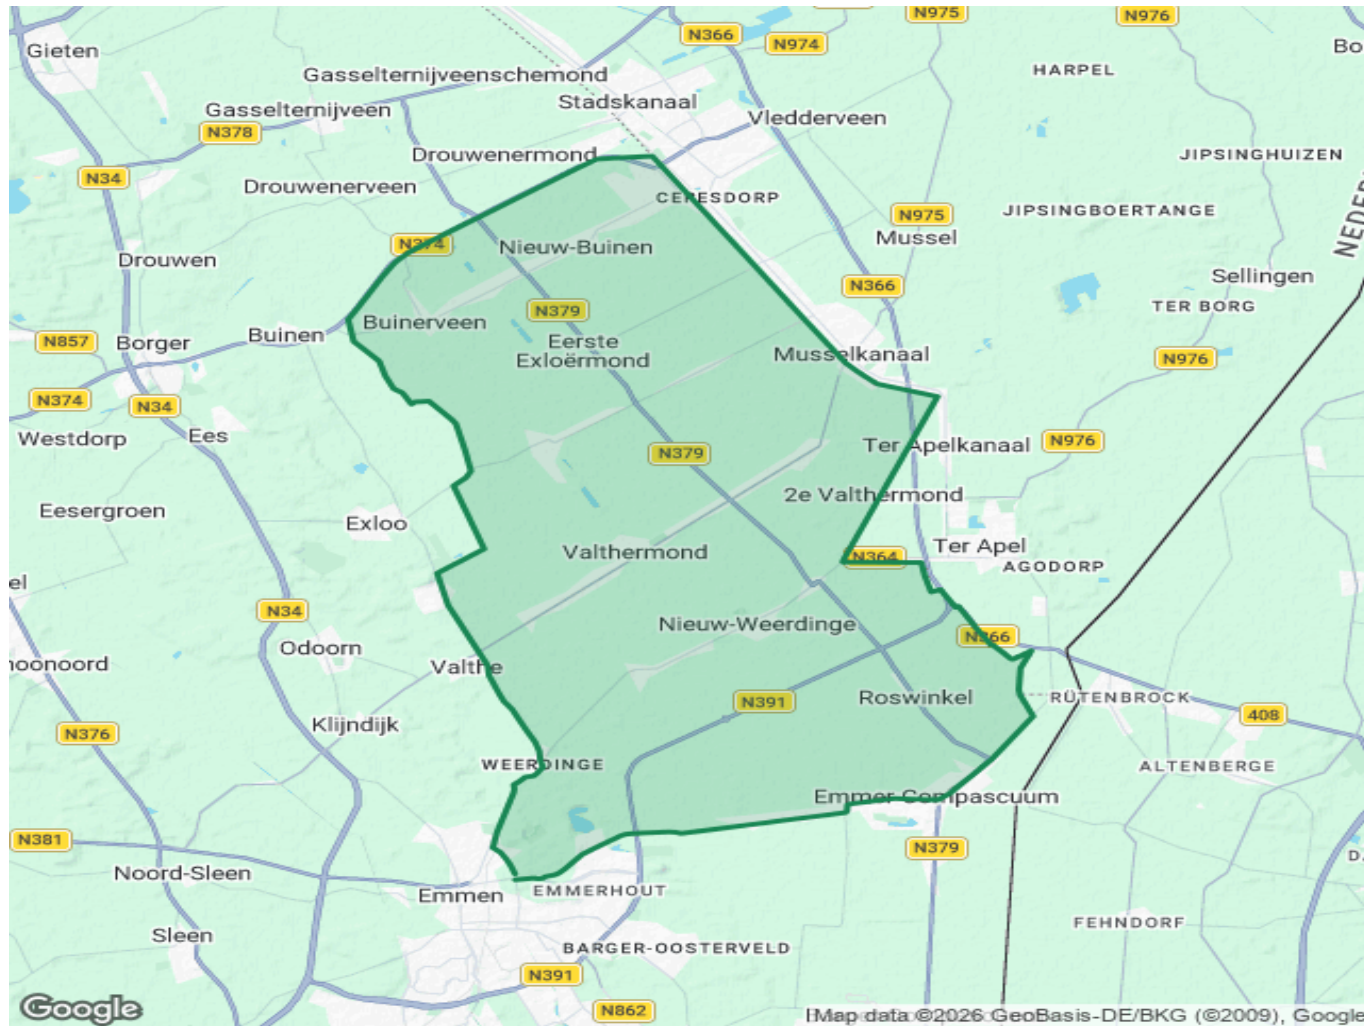 N975
N976
N366
N974
Bo
Gieten
HARPEL
Gasselternijveenschemond
Stadskanaal
Gasselternijveen
Vledderveen
N378
Drouwenermond
JIPSINGHUIZEN
N34
Drouwenerveen
CERESDORP
JIPSINGBOERTANGE
N975
NEDER
N374
Nieuw-Buinen
Mussel
Drouwen
Sellingen
N366
TER BORG
N379
Buinerveen
Buinen
N857
Borger
Eerste
Exloërmond
Musselkanaal
N976
N374
N34
Westdorp
Ees
Ter Apelkanaal
N976
N379
2e Valthermond
Eesergroen
Exloo
Valthermond
Ter Apel
N364
AGODORP
el
N34
Nieuw-Weerdinge
N366
Odoorn
noonoord
Valthe
Roswinkel
RÜTENBROCK
N391
408
Klijndijk
N376
WEERDINGE
ALTENBERGE
Emmer-Compascuum
N381
N379
D
Noord-Sleen
Emmen
EMMERHOUT
FEHNDORF
Sleen
BARGER-OOSTERVELD
N391
N862
Google
Map data ©2026 GeoBasis-DE/BKG (©2009), Google